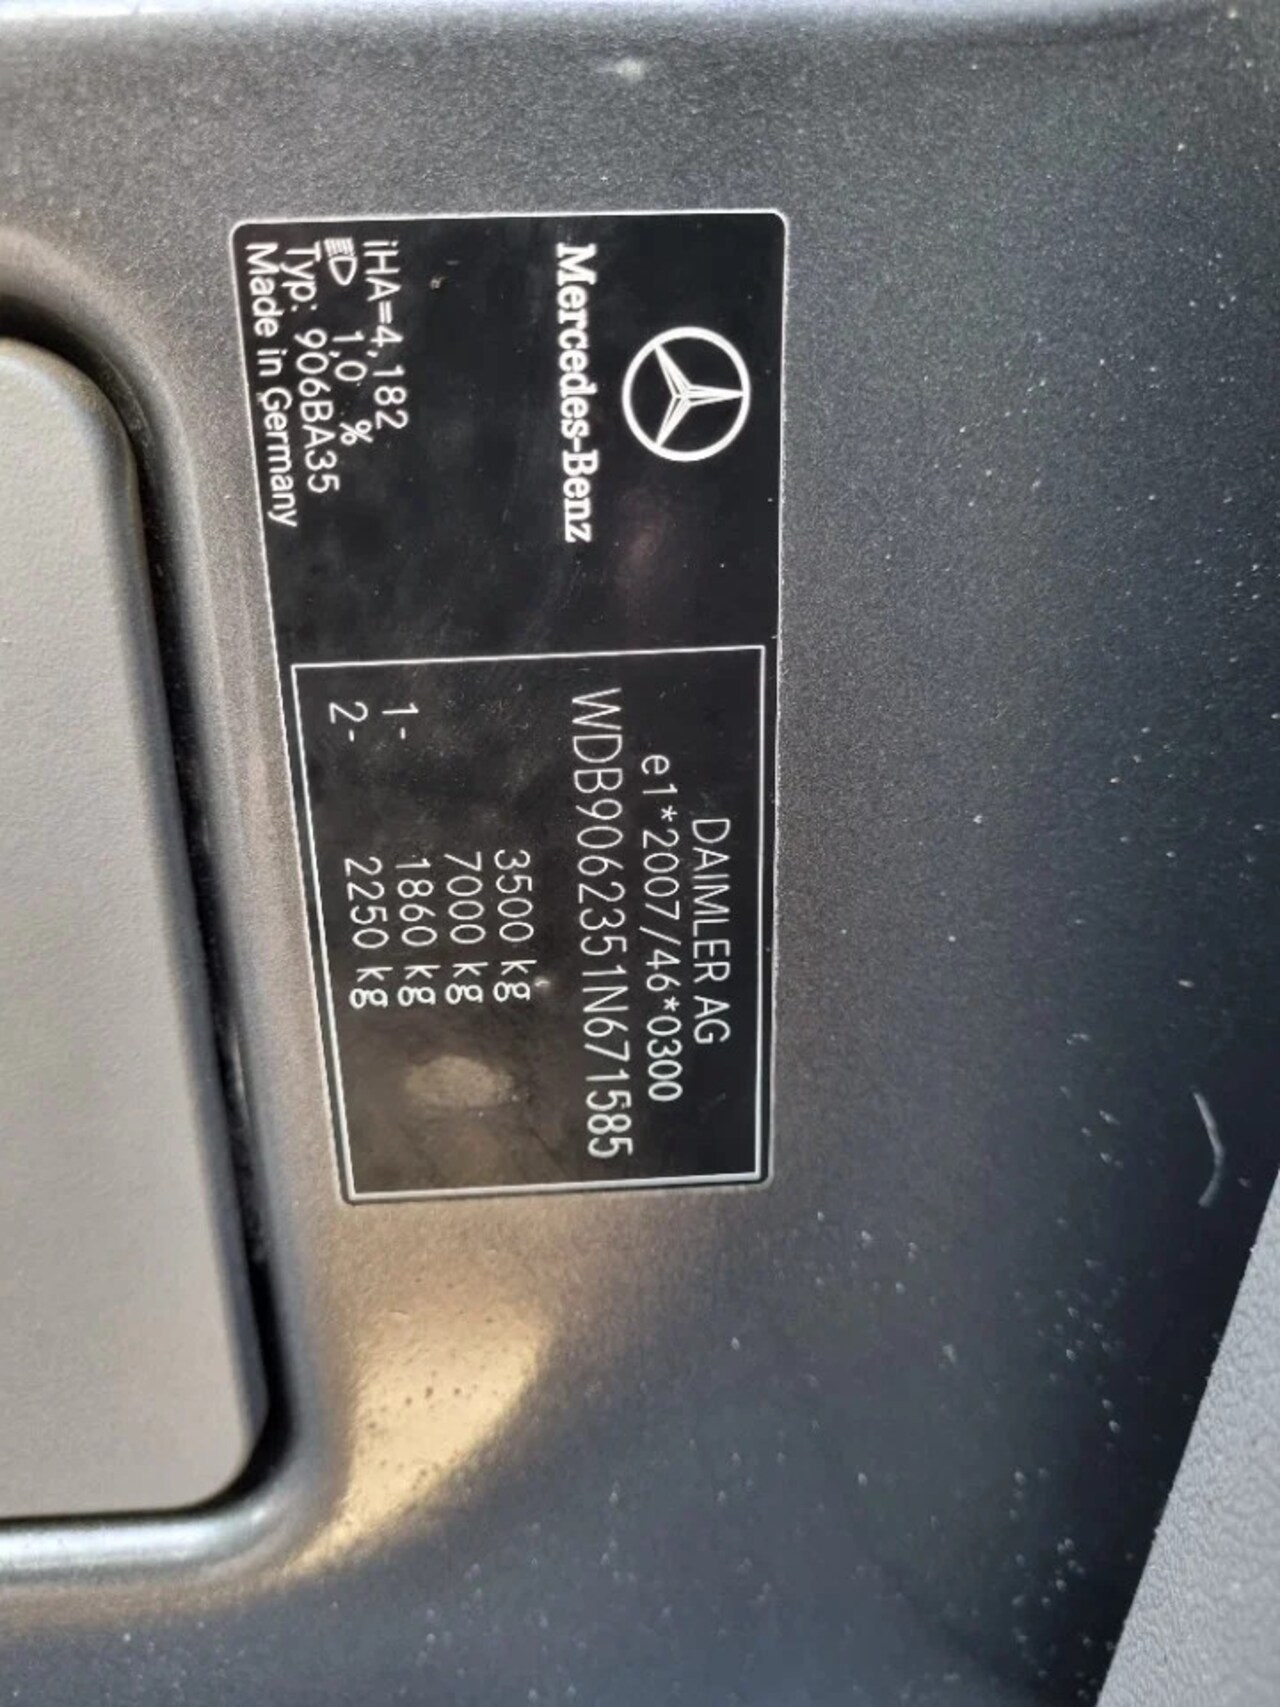 Mercedes-Benz
iHA=4,182
1,0 %
Typ: 906BA35
Made in Germany
DAIMLER AG
e1*2007/46*0300
WDB9062351N671585
3500 kg
7000 kg
1- 1860 kg
2- 2250 kg